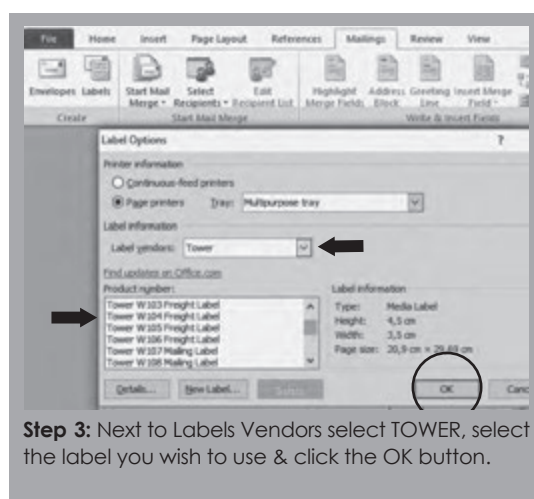 File Home Insert Page Layout References Mailings Review View
Envelopes Labels Start Mail Merge Select Recipients Edit Recipient List Highlight Merge Fields Address Block Greeting Line Insert Merge Field
Create Start Mail Merge Write & Insert Fields
Label Options ?
Printer information
Continuous-feed printers
Page printers Tray: Multipurpose tray
Label information
Label vendors: Tower
Find updates on Office.com
Product number: Label information
Tower W103 Freight Label
Tower W104 Freight Label
Tower W105 Freight Label
Tower W106 Freight Label
Tower W107 Mailing Label
Tower W108 Mailing Label
Type: Media Label
Height: 4,5 cm
Width: 3,5 cm
Page size: 20,9 cm × 29,69 cm
Details... New Label... OK Canc
Step 3: Next to Labels Vendors select TOWER, select
the label you wish to use & click the OK button.